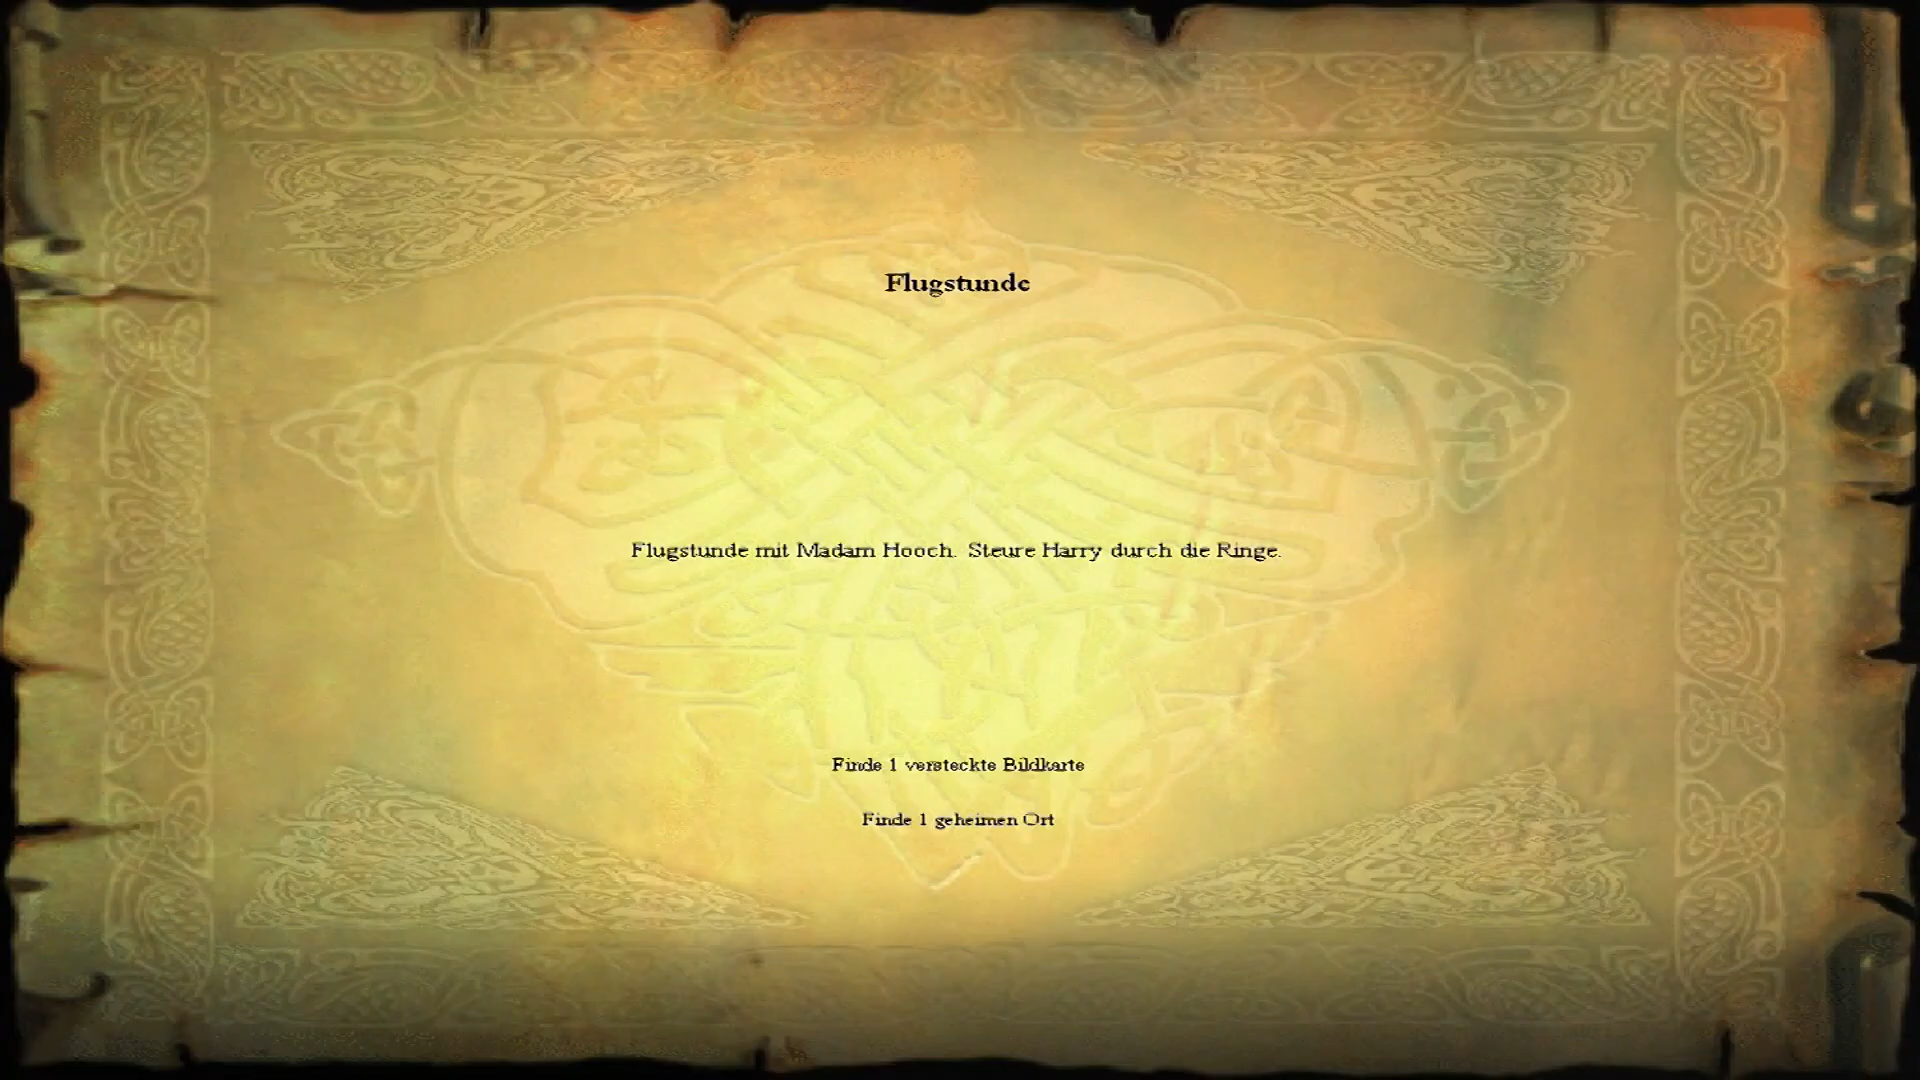 Flugstunde
Flugstunde mit Madam Hooch. Steure Harry durch die Ringe.
Finde 1 versteckte Bildkarte
Finde 1 geheimen Ort